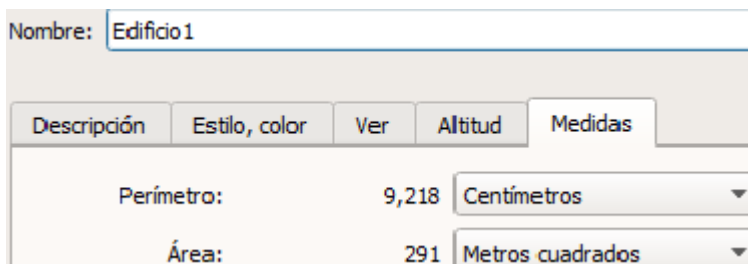 Nombre: Edificio1
Descripción Estilo, color Ver Altitud Medidas
Perímetro: 9,218 Centímetros
Área: 291 Metros cuadrados